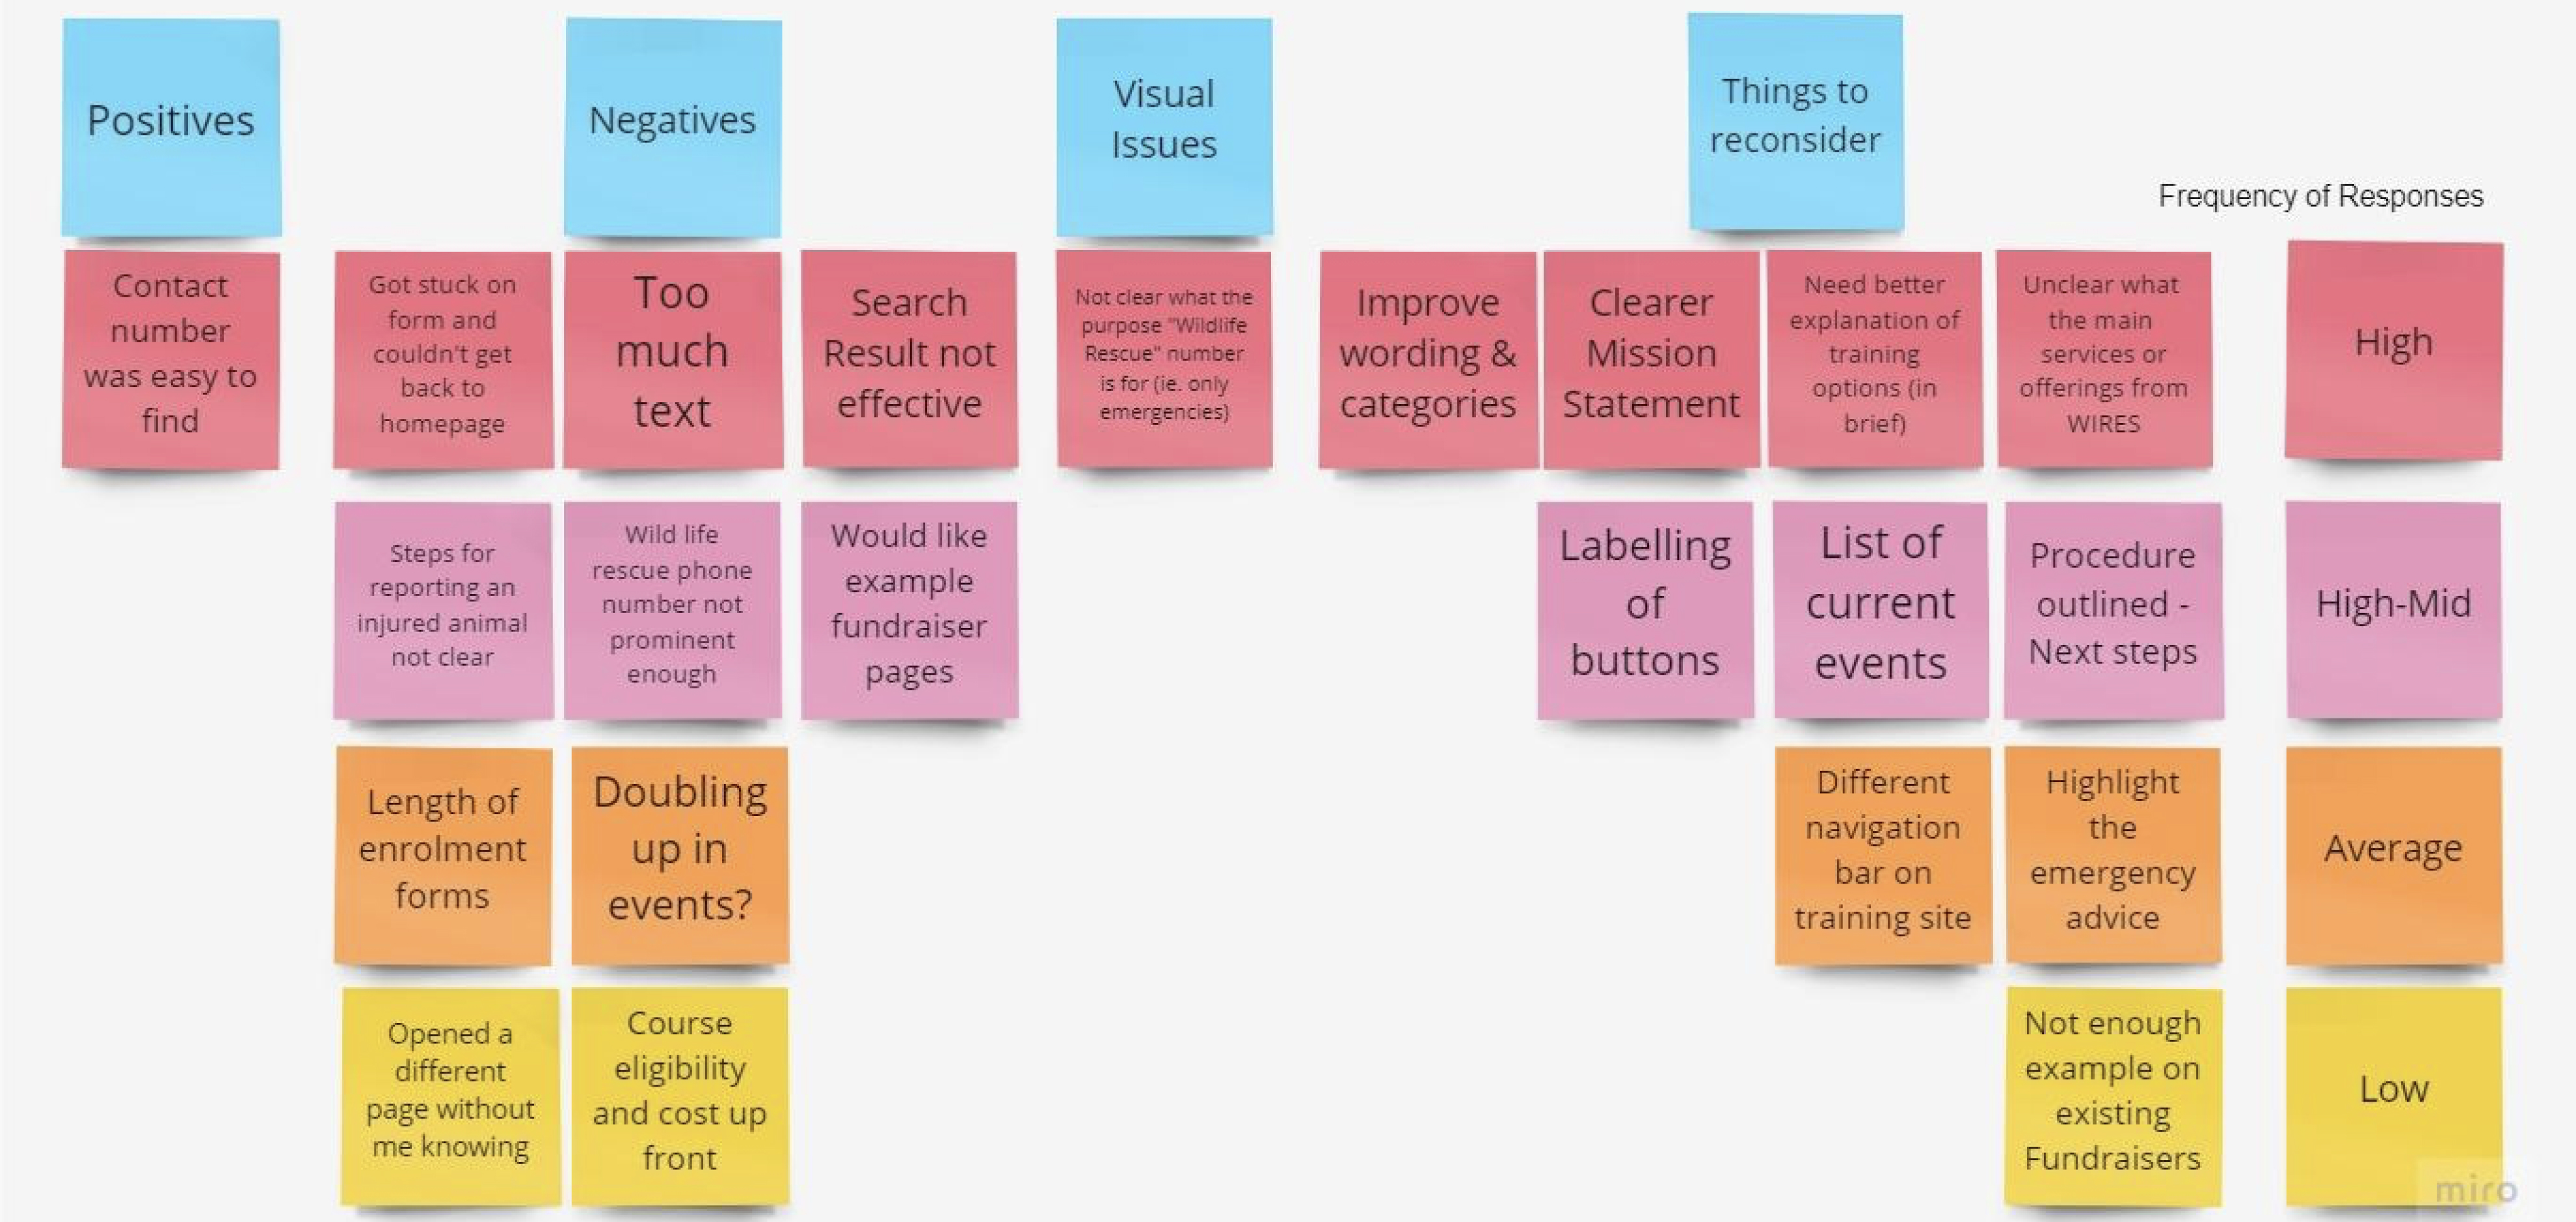 Positives
Negatives
Visual
Issues
Things to
reconsider
Frequency of Responses
Contact
number
was easy to
find
Got stuck on
form and
couldn't get
back to
homepage
Too
much
text
Search
Result not
effective
Not clear what the
purpose "Wildlife
Rescue" number
is for (ie. only
emergencies)
Improve
wording &
categories
Clearer
Mission
Statement
Need better
explanation of
training
options (in
brief)
Unclear what
the main
services or
offerings from
WIRES
High
Steps for
reporting an
injured animal
not clear
Wild life
rescue phone
number not
prominent
enough
Would like
example
fundraiser
pages
Labelling
of
buttons
List of
current
events
Procedure
outlined -
Next steps
High-Mid
Length of
enrolment
forms
Doubling
up in
events?
Different
navigation
bar on
training site
Highlight
the
emergency
advice
Average
Opened a
different
page without
me knowing
Course
eligibility
and cost up
front
Not enough
example on
existing
Fundraisers
Low
miro